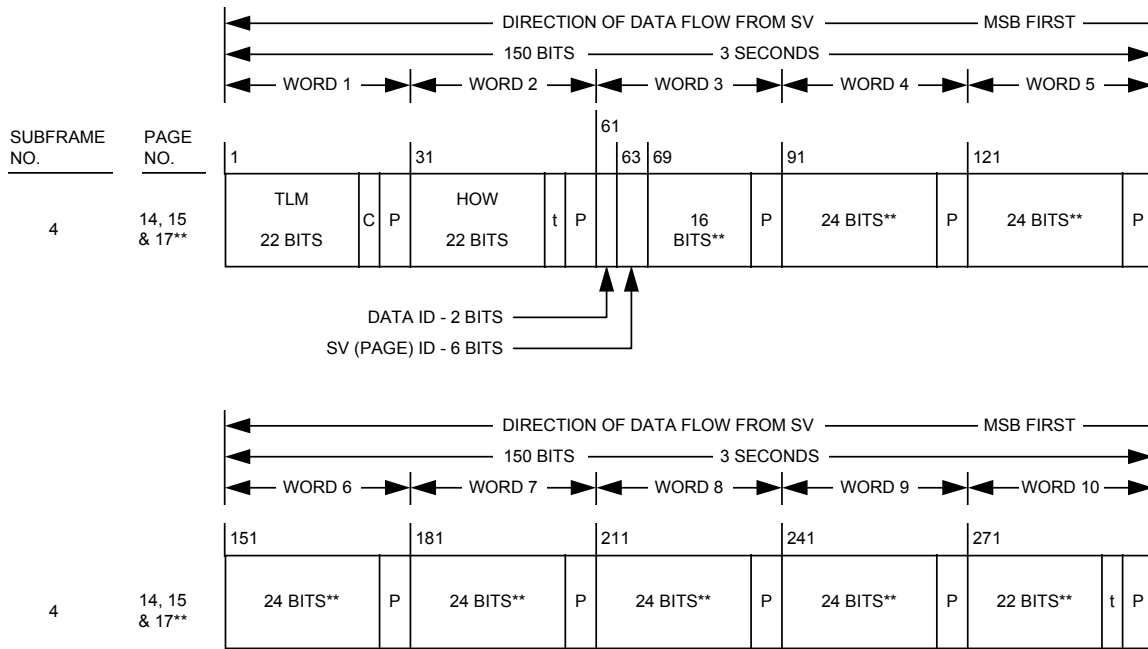 DIRECTION OF DATA FLOW FROM SV MSB FIRST
150 BITS 3 SECONDS
WORD 1 WORD 2 WORD 3 WORD 4 WORD 5
SUBFRAME NO.
PAGE NO.
1 31 61 63 69 91 121
4
14, 15 & 17**
TLM
22 BITS
C
P
HOW
22 BITS
t
P
16 BITS**
P
24 BITS**
P
24 BITS**
P
DATA ID - 2 BITS
SV (PAGE) ID - 6 BITS
DIRECTION OF DATA FLOW FROM SV MSB FIRST
150 BITS 3 SECONDS
WORD 6 WORD 7 WORD 8 WORD 9 WORD 10
151 181 211 241 271
4
14, 15 & 17**
24 BITS** P 24 BITS** P 24 BITS** P 24 BITS** P 22 BITS** t P